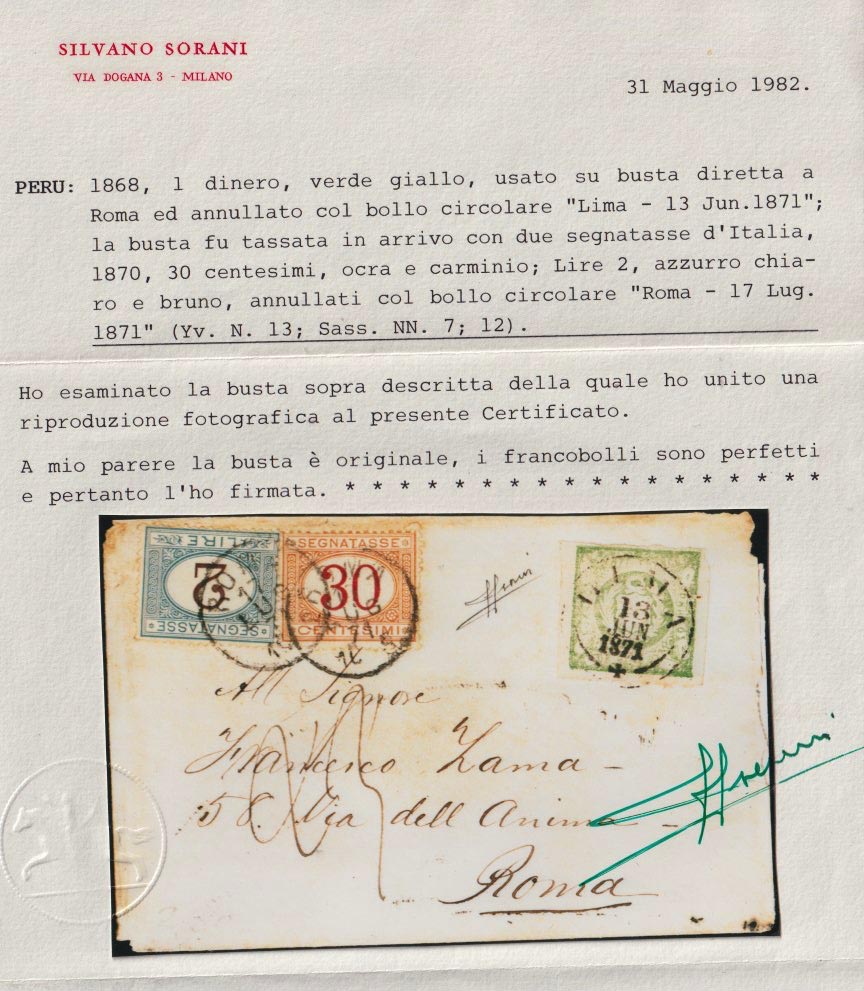 SILVANO SORANI
VIA DOGANA 3 - MILANO
31 Maggio 1982.
PERU: 1868, 1 dinero, verde giallo, usato su busta diretta a
Roma ed annullato col bollo circolare "Lima - 13 Jun.1871";
la busta fu tassata in arrivo con due segnatasse d'Italia,
1870, 30 centesimi, ocra e carminio; Lire 2, azzurro chia-
ro e bruno, annullati col bollo circolare "Roma - 17 Lug.
1871" (Yv. N. 13; Sass. NN. 7; 12).
Ho esaminato la busta sopra descritta della quale ho unito una
riproduzione fotografica al presente Certificato.
A mio parere la busta è originale, i francobolli sono perfetti
e pertanto l'ho firmata. * * * * * * * * * * * * * * * * * *
LIRE
2
SEGNATASSE
SEGNATASSE
30
CENTESIMI
LIMA
13
JUN
1871
All Signore
Francesco Zama -
58. Via dell Anima -
Roma